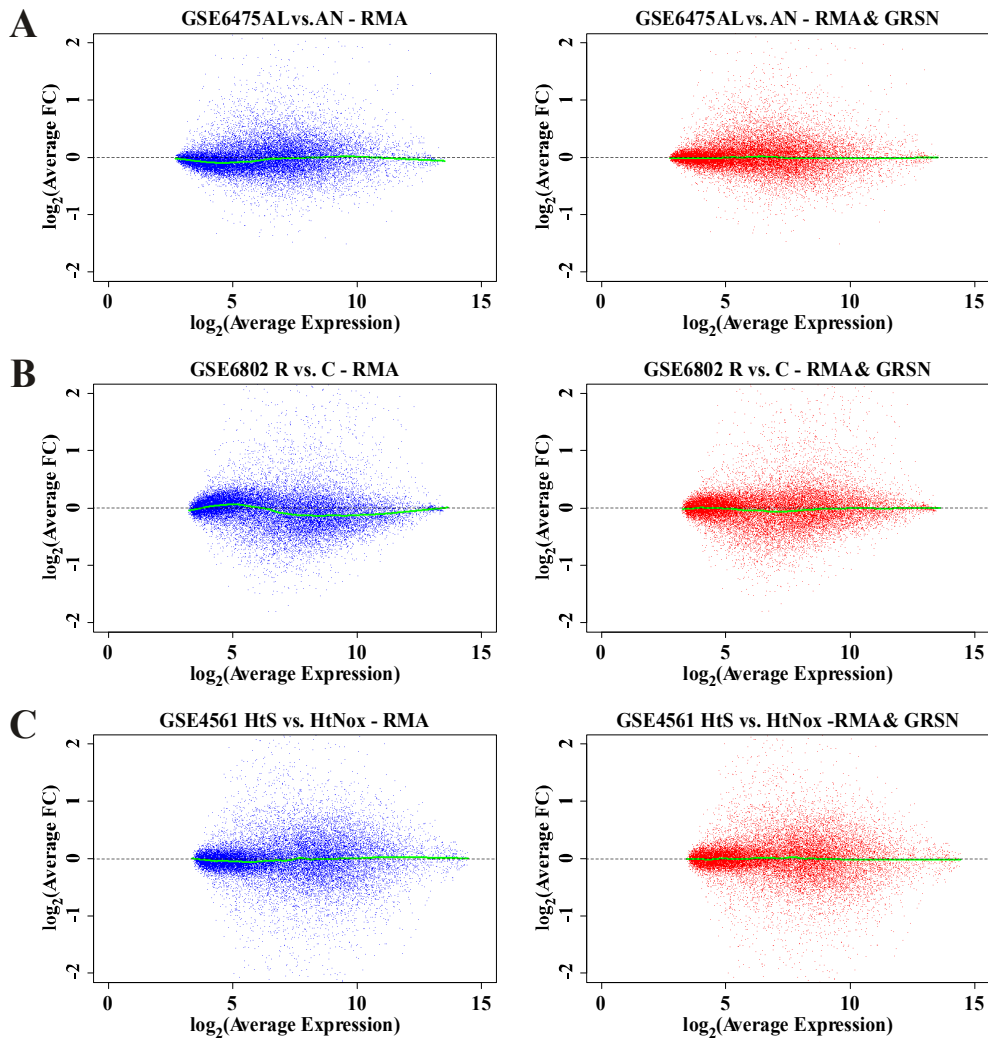 A
GSE6475AL vs. AN - RMA
GSE6475AL vs. AN - RMA & GRSN
log2(Average FC)
2
1
0
-1
-2
0 5 10 15
log2(Average Expression)
log2(Average FC)
2
1
0
-1
-2
0 5 10 15
log2(Average Expression)
B
GSE6802 R vs. C - RMA
GSE6802 R vs. C - RMA & GRSN
log2(Average FC)
2
1
0
-1
-2
0 5 10 15
log2(Average Expression)
log2(Average FC)
2
1
0
-1
-2
0 5 10 15
log2(Average Expression)
C
GSE4561 HtS vs. HtNox - RMA
GSE4561 HtS vs. HtNox -RMA & GRSN
log2(Average FC)
2
1
0
-1
-2
0 5 10 15
log2(Average Expression)
log2(Average FC)
2
1
0
-1
-2
0 5 10 15
log2(Average Expression)